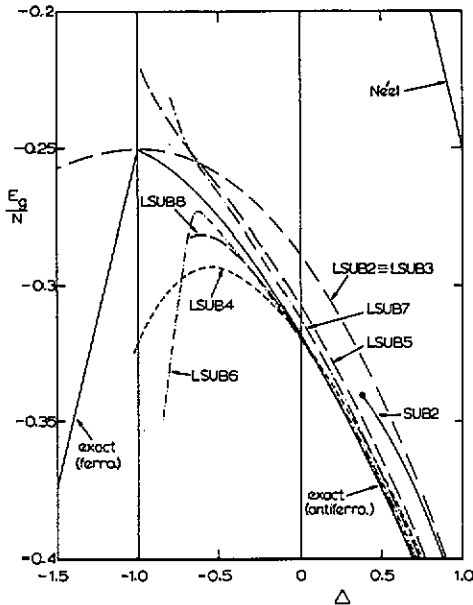 -0.2
Néel
-0.25
E_g
N
LSUB8
LSUB2≡LSUB3
-0.3
LSUB4
LSUB7
LSUB5
LSUB6
-0.35
SUB2
exact
(ferro.)
exact
(antiferro.)
-0.4
-1.5
-1.0
-0.5
0
0.5
1.0
Δ